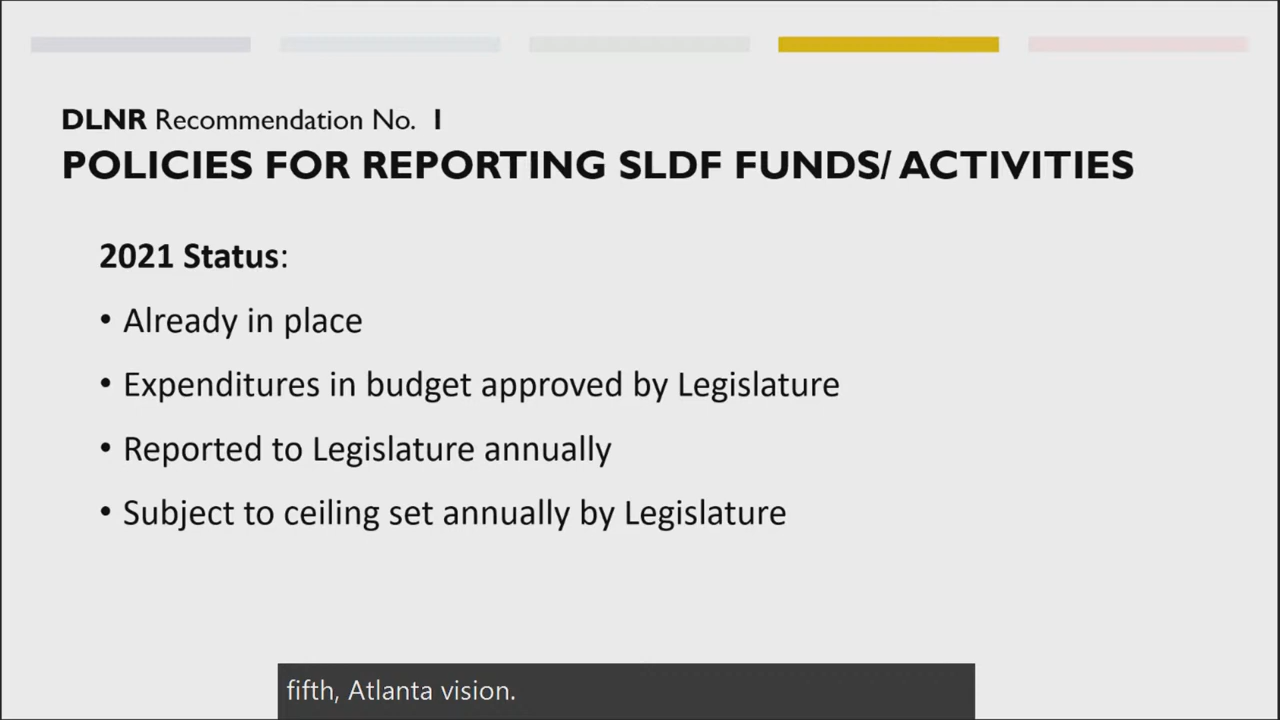 DLNR Recommendation No. 1
POLICIES FOR REPORTING SLDF FUNDS/ ACTIVITIES
2021 Status:
• Already in place
• Expenditures in budget approved by Legislature
• Reported to Legislature annually
• Subject to ceiling set annually by Legislature
fifth, Atlanta vision.